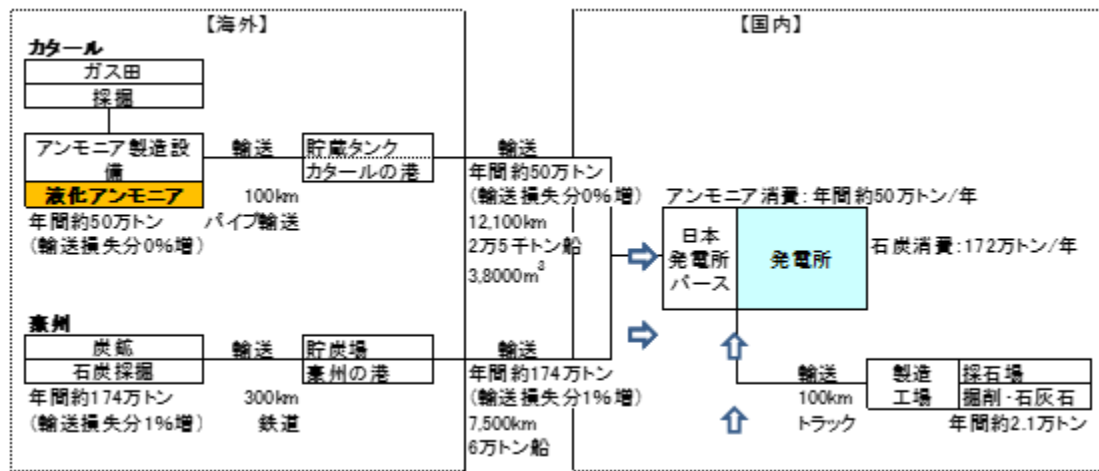 【海外】
【国内】
カタール
ガス田
採掘
アンモニア製造設
備
液化アンモニア
年間約50万トン
(輸送損失分0%増)
輸送
100km
パイプ輸送
貯蔵タンク
カタールの港
輸送
年間約50万トン
(輸送損失分0%増)
12,100km
2万5千トン船
3,8000m³
アンモニア消費:年間約50万トン/年
日本
発電所
バース
発電所
石炭消費:172万トン/年
豪州
炭鉱
石炭採掘
年間約174万トン
(輸送損失分1%増)
輸送
300km
鉄道
貯炭場
豪州の港
輸送
年間約174万トン
(輸送損失分1%増)
7,500km
6万トン船
輸送
100km
トラック
製造
工場
採石場
掘削・石灰石
年間約2.1万トン